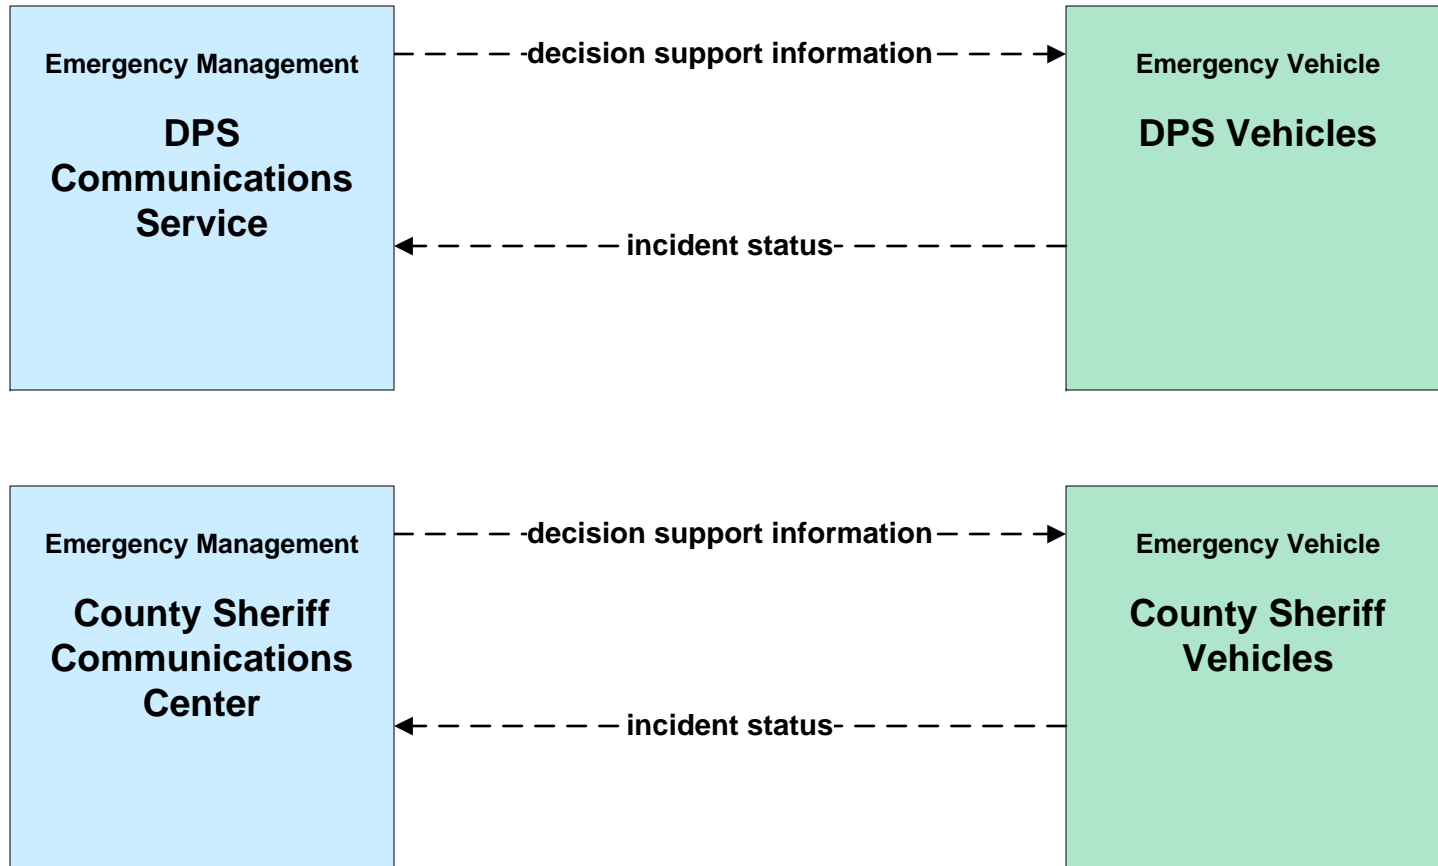 Emergency Management
DPS
Communications
Service
decision support information
incident status
Emergency Vehicle
DPS Vehicles
Emergency Management
County Sheriff
Communications
Center
decision support information
incident status
Emergency Vehicle
County Sheriff
Vehicles